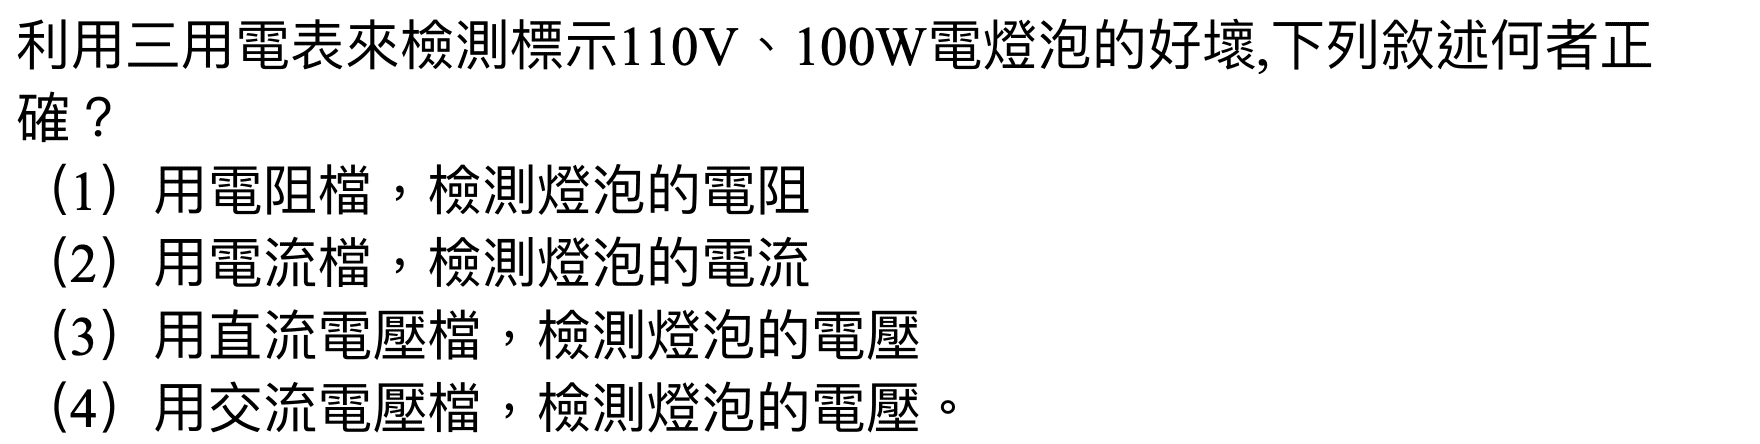 利用三用電表來檢測標示110V、100W電燈泡的好壞,下列敘述何者正
確？
（1）用電阻檔，檢測燈泡的電阻
（2）用電流檔，檢測燈泡的電流
（3）用直流電壓檔，檢測燈泡的電壓
（4）用交流電壓檔，檢測燈泡的電壓。